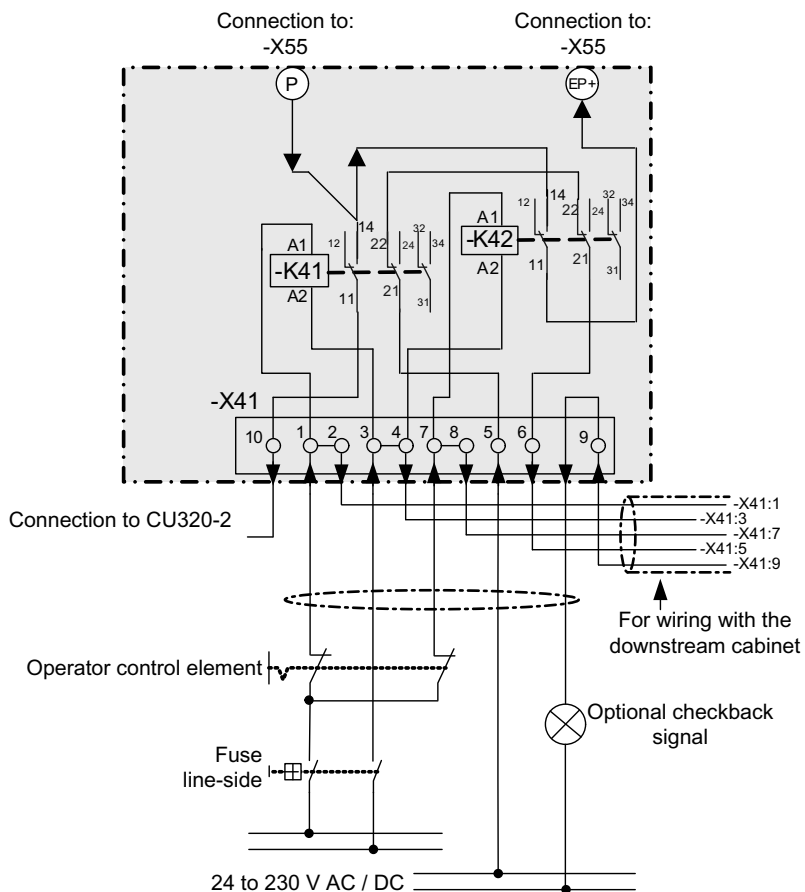 Connection to:
-X55
Connection to:
-X55
P
EP+
14
12
22
24
32
34
A1
-K41
A2
11
21
31
14
12
22
24
32
34
A1
-K42
A2
11
21
31
-X41
10
1
2
3
4
7
8
5
6
9
Connection to CU320-2
-X41:1
-X41:3
-X41:7
-X41:5
-X41:9
For wiring with the
downstream cabinet
Operator control element
Optional checkback
signal
Fuse
line-side
24 to 230 V AC / DC